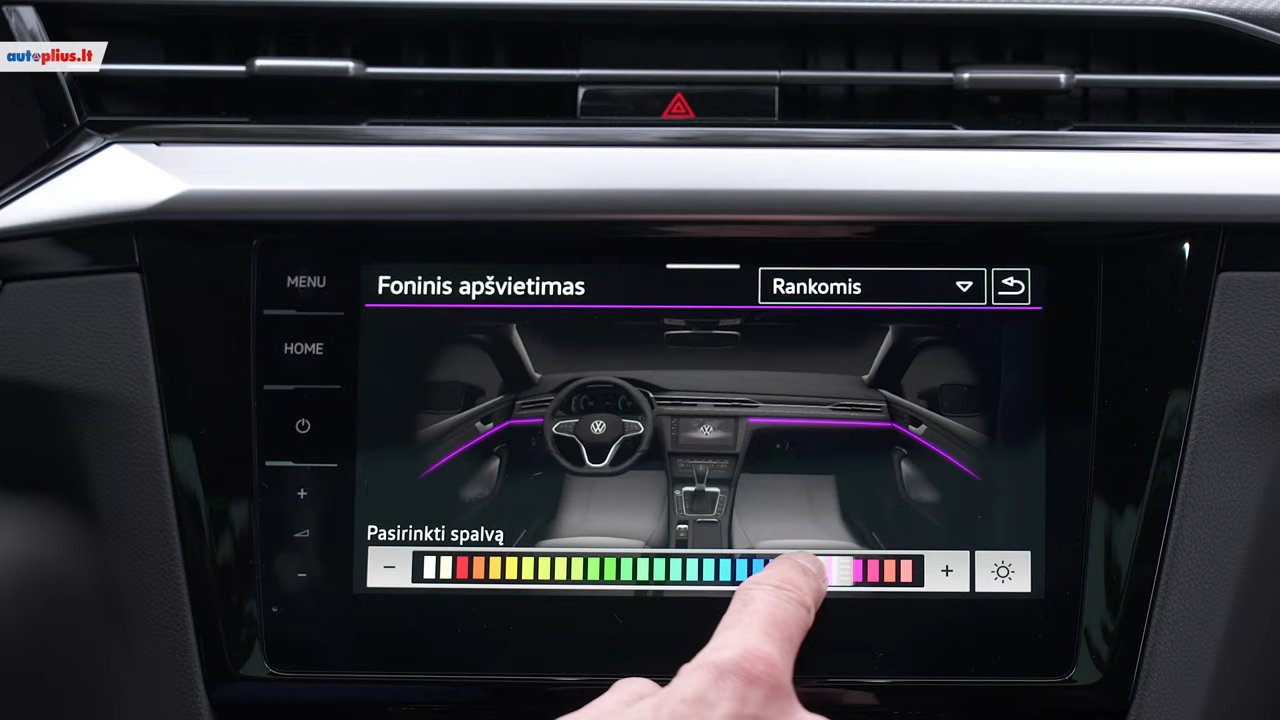 autoplius.lt
MENU
Foninis apšvietimas
Rankomis
HOME
Pasirinkti spalvą